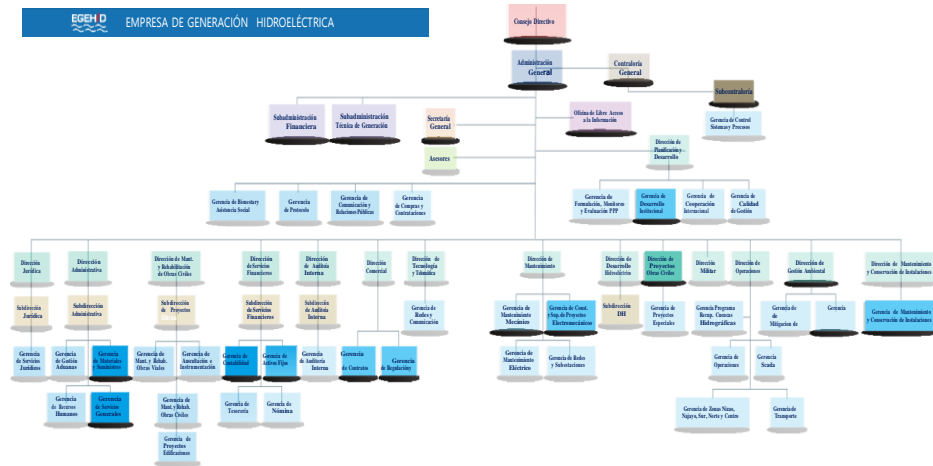 EGEHID
EMPRESA DE GENERACIÓN HIDROELÉCTRICA
Consejo Directivo
Administración
General
Contraloría
General
Subcontraloría
Gerencia de Control
Sistemas y Procesos
Subadministración
Financiera
Subadministración
Técnica de Generación
Secretaría
General
Oficina de Libre Acceso
a la Información
Asesores
Dirección de
Planificación y
Desarrollo
Gerencia de Bienestar y
Asistencia Social
Gerencia
de Protocolo
Gerencia de
Comunicación y
Relaciones Públicas
Gerencia
de Compras y
Contrataciones
Gerencia de
Formulación, Monitoreo
y Evaluación PPP
Gerencia de
Desarrollo
Institucional
Gerencia de
Cooperación
Internacional
Gerencia de
Calidad
de Gestión
Dirección
Jurídica
Dirección
Administrativa
Dirección de Mant.
y Rehabilitación
de Obras Civiles
Dirección
de Servicios
Financieros
Dirección
de Auditoía
Interna
Dirección
Comercial
Dirección
de Tecnología
y Telemática
Dirección de
Mantenimiento
Dirección
de Desarrollo
Hidroeléctrico
Dirección de
Proyectos
Obras Civiles
Dirección
Militar
Dirección de
Operaciones
Dirección de
Gestión Ambiental
Dirección de Mantenimiento
y Conservación de Instalaciones
Subdirección
Jurídica
Subdirección
Administrativa
Subdirección
de Proyectos
Subdirección
de Servicios
Financieros
Subdirección
de Auditoía
Interna
Gerencia de
Redes y
Comunicación
Gerencia de
Mantenimiento
Mecánico
Gerencia de Const.
y Sup. de Proyectos
Electromecánicos
Subdirección
DH
Gerencia de
Proyectos
Especiales
Gerencia Programa
Recup. Cuencas
Hidrográficas
Gerencia
de
Mitigacion de
Gerencia
Gerencia de Mantenimiento
y Conservación de Instalaciones
Gerencia
de Servicios
Jurídicos
Gerencia
de Gestión
Aduanas
Gerencia
de Materiales
y Suministros
Gerencia de
Mant. y Rehab.
Obras Viales
Gerencia de
Auscultación e
Instrumentación
Gerencia de
Contabilidad
Gerencia de
Activos Fijos
Gerencia
de Auditoría
Interna
Gerencia
de Contratos
Gerencia
de Regulación y
Gerencia de
Mantenimiento
Eléctrico
Gerencia de Redes
y Subestaciones
Gerencia de
Operaciones
Gerencia
Scada
Gerencia
de Recursos
Humanos
Gerencia
de Servicios
Generales
Gerencia de
Mant. y Rehab.
Obras Civiles
Gerencia de
Tesorería
Gerencia de
Nómina
Gerencia de Zonas Nizao,
Najayo, Sur, Norte y Centro
Gerencia de
Transporte
Gerencia de
Proyectos
Edificaciones